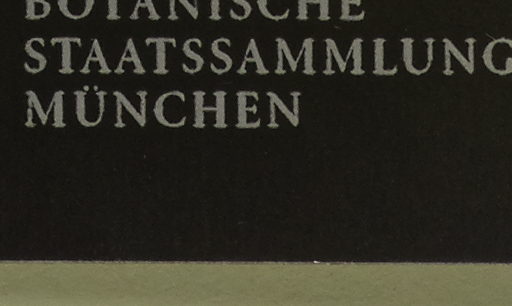 BOTANISCHE
STAATSSAMMLUNG
MÜNCHEN